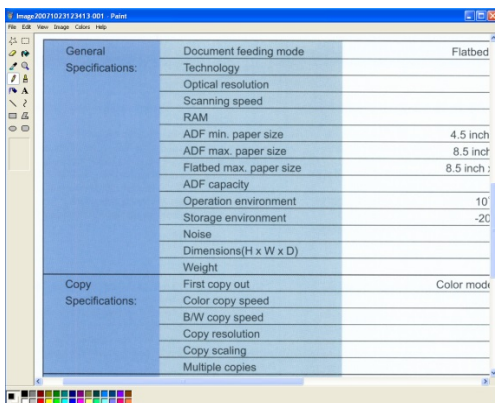 Image20071023123413-001 - Paint
File Edit View Image Colors Help
General Document feeding mode Flatbed
Specifications: Technology
Optical resolution
Scanning speed
RAM
ADF min. paper size 4.5 inch
ADF max. paper size 8.5 inch
Flatbed max. paper size 8.5 inch
ADF capacity
Operation environment 10°
Storage environment -20
Noise
Dimensions(H x W x D)
Weight
Copy First copy out Color mode
Specifications: Color copy speed
B/W copy speed
Copy resolution
Copy scaling
Multiple copies